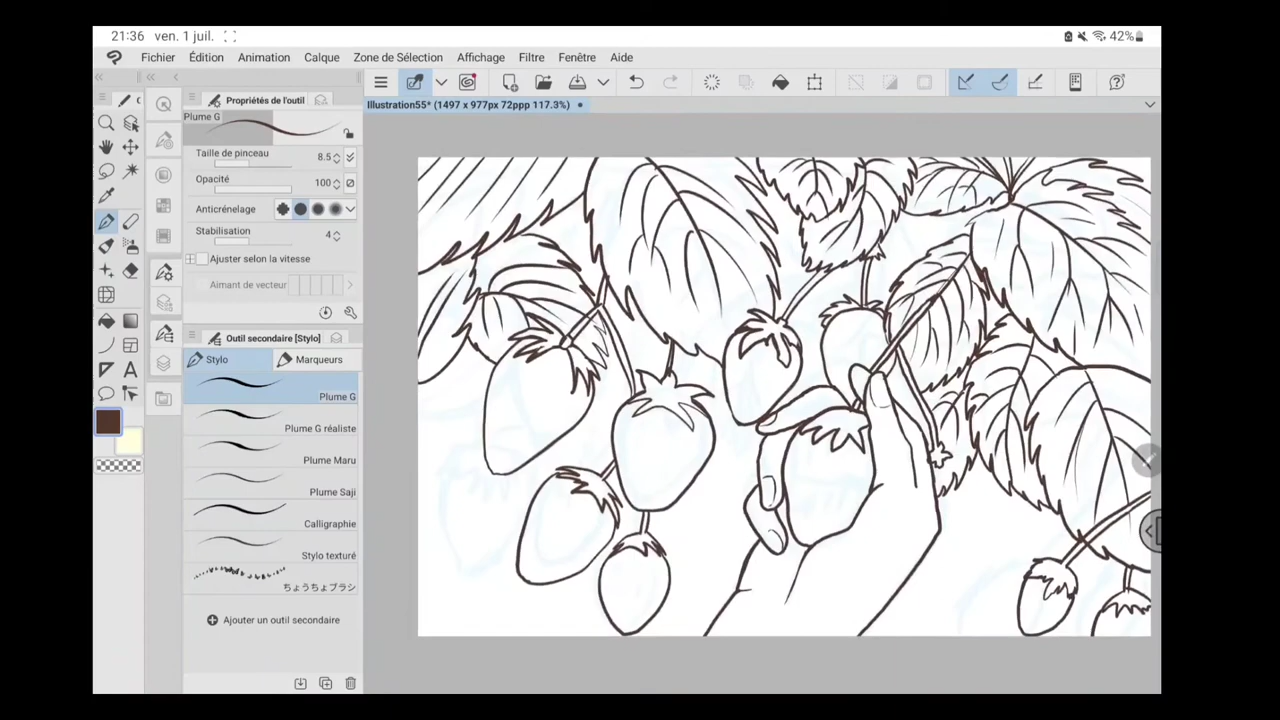 21:36 ven. 1 juil.
42%
Fichier Édition Animation Calque Zone de Sélection Affichage Filtre Fenêtre Aide
Illustration55* (1497 x 977px 72ppp 117.3%)
Propriétés de l'outil
Plume G
Taille de pinceau 8.5
Opacité 100
Anticrénelage
Stabilisation 4
Ajuster selon la vitesse
Aimant de vecteur
Outil secondaire [Stylo]
Stylo Marqueurs
Plume G
Plume G réaliste
Plume Maru
Plume Saji
Calligraphie
Stylo texturé
ちょうちょブラシ
Ajouter un outil secondaire